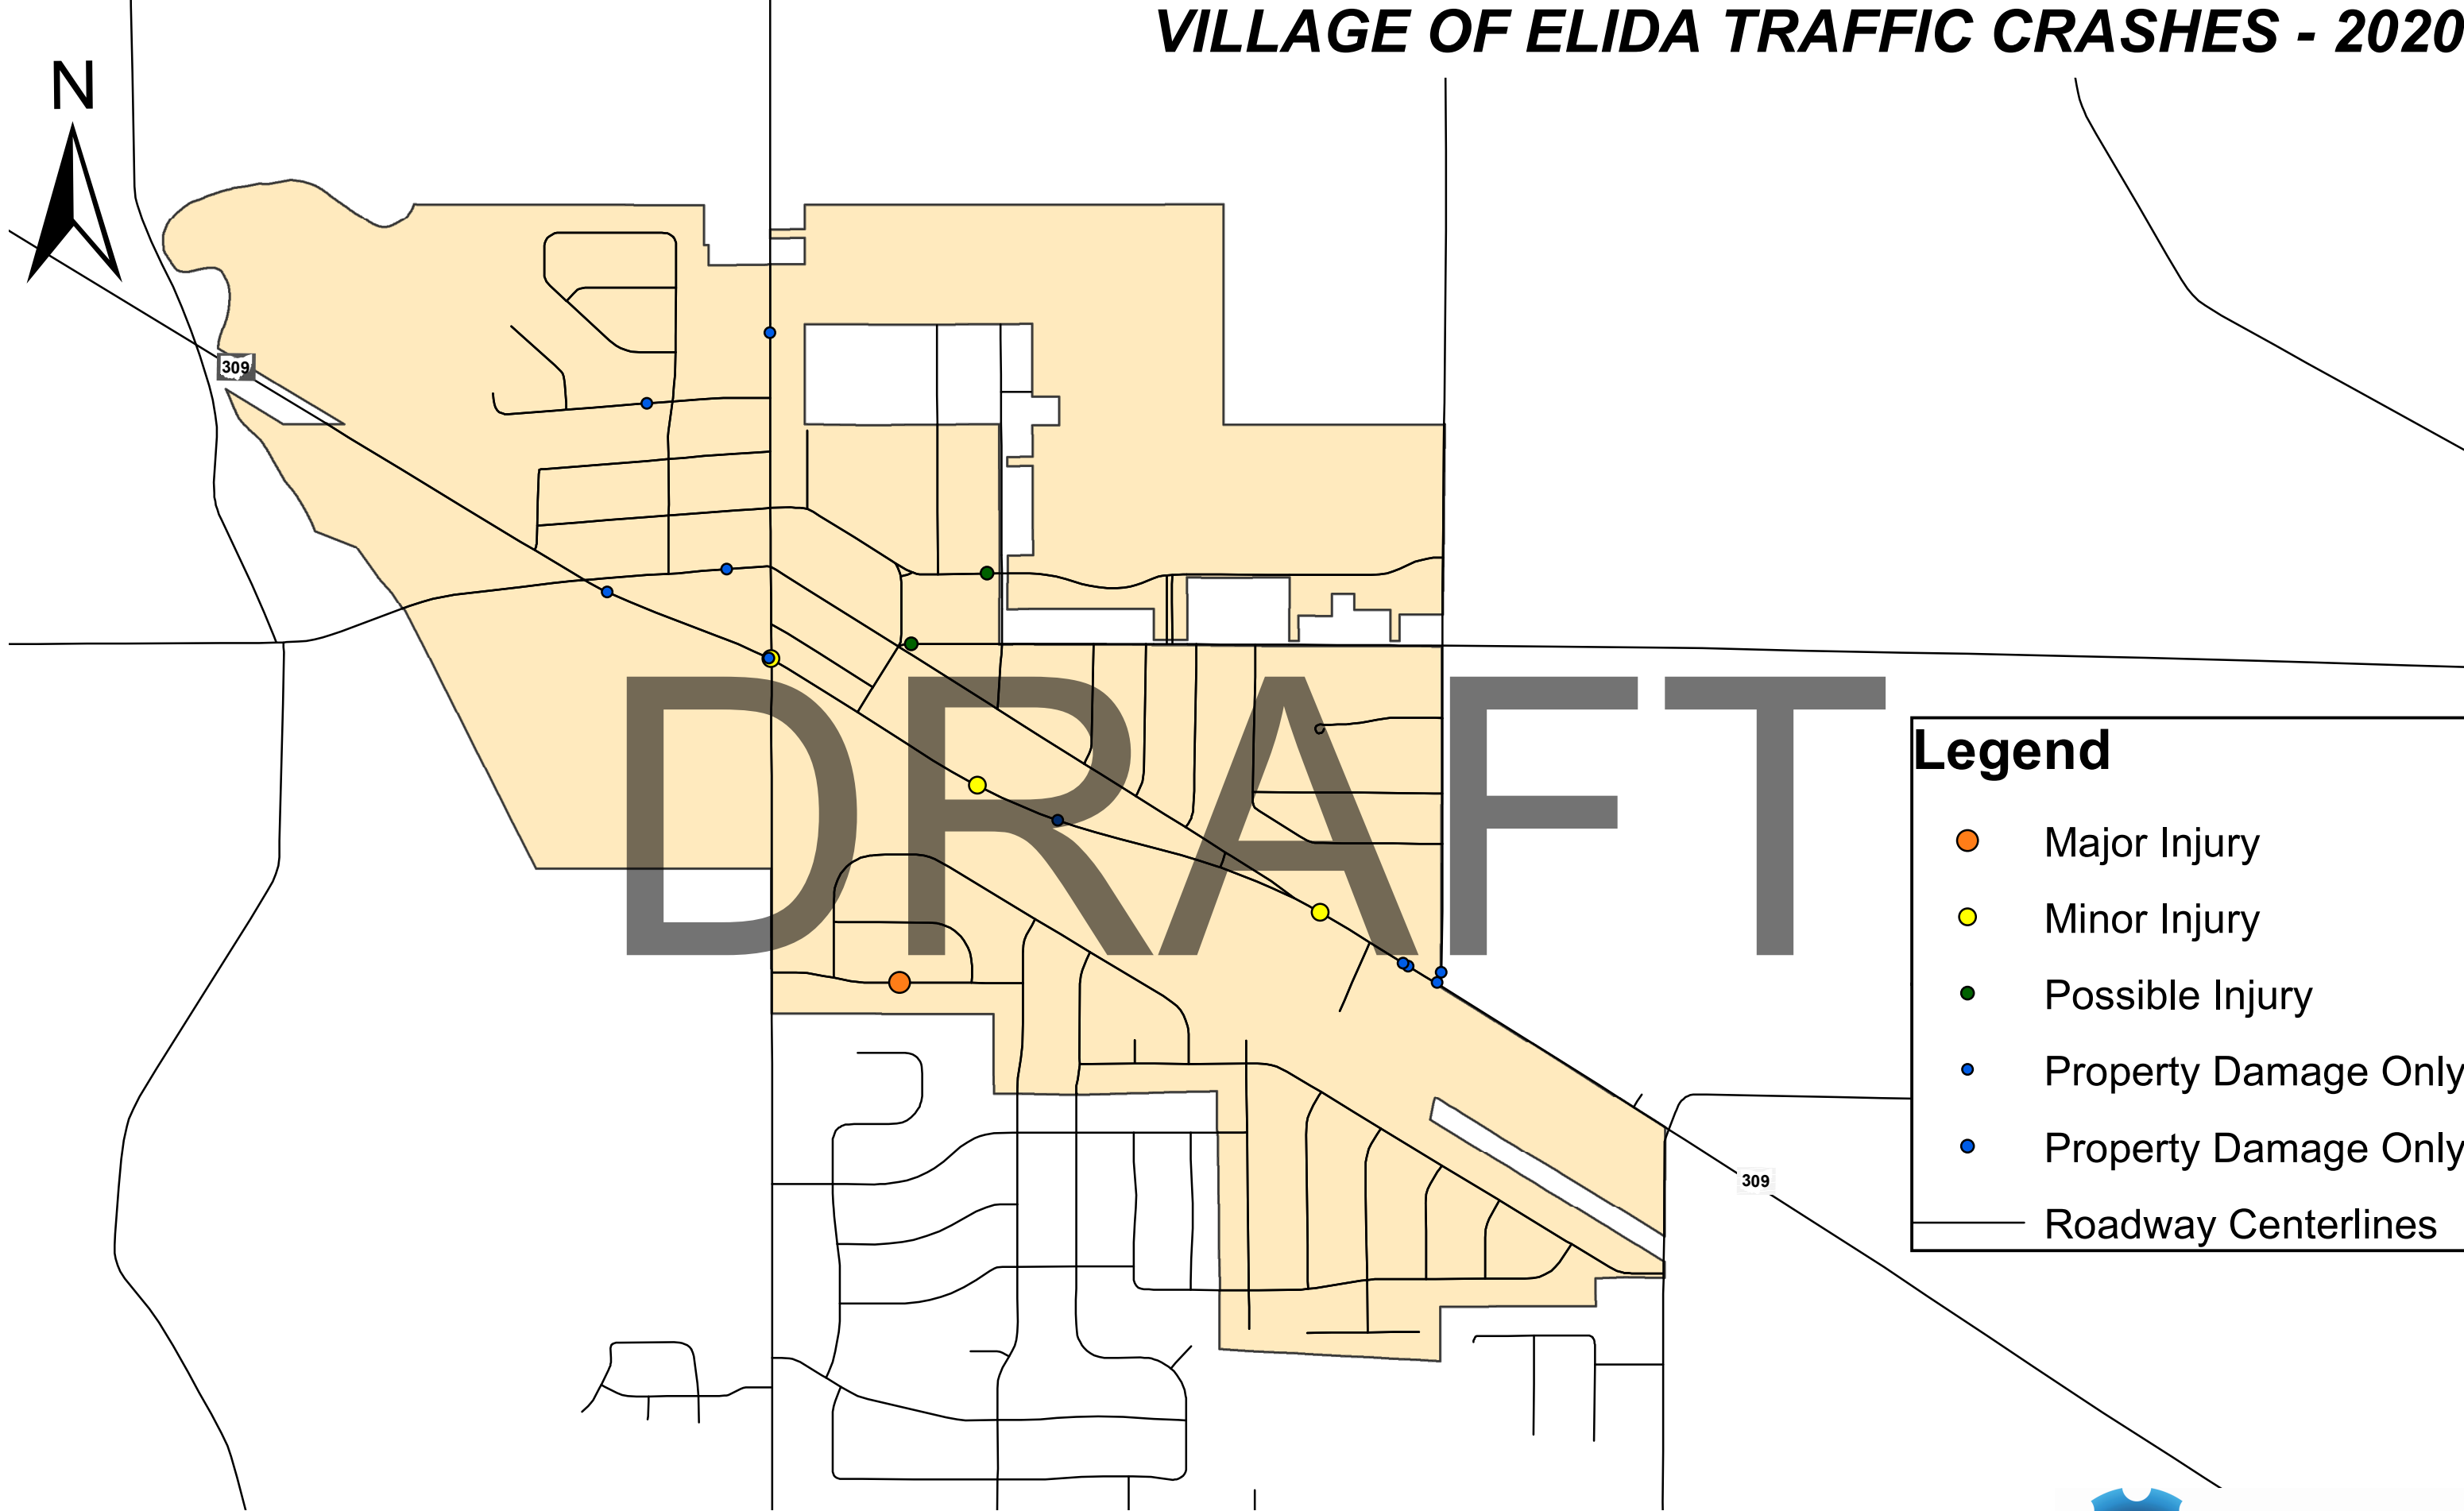 VILLAGE OF ELIDA TRAFFIC CRASHES - 2020
N
309
DRAFT
Legend
Major Injury
Minor Injury
Possible Injury
Property Damage Only
Property Damage Only
Roadway Centerlines
309